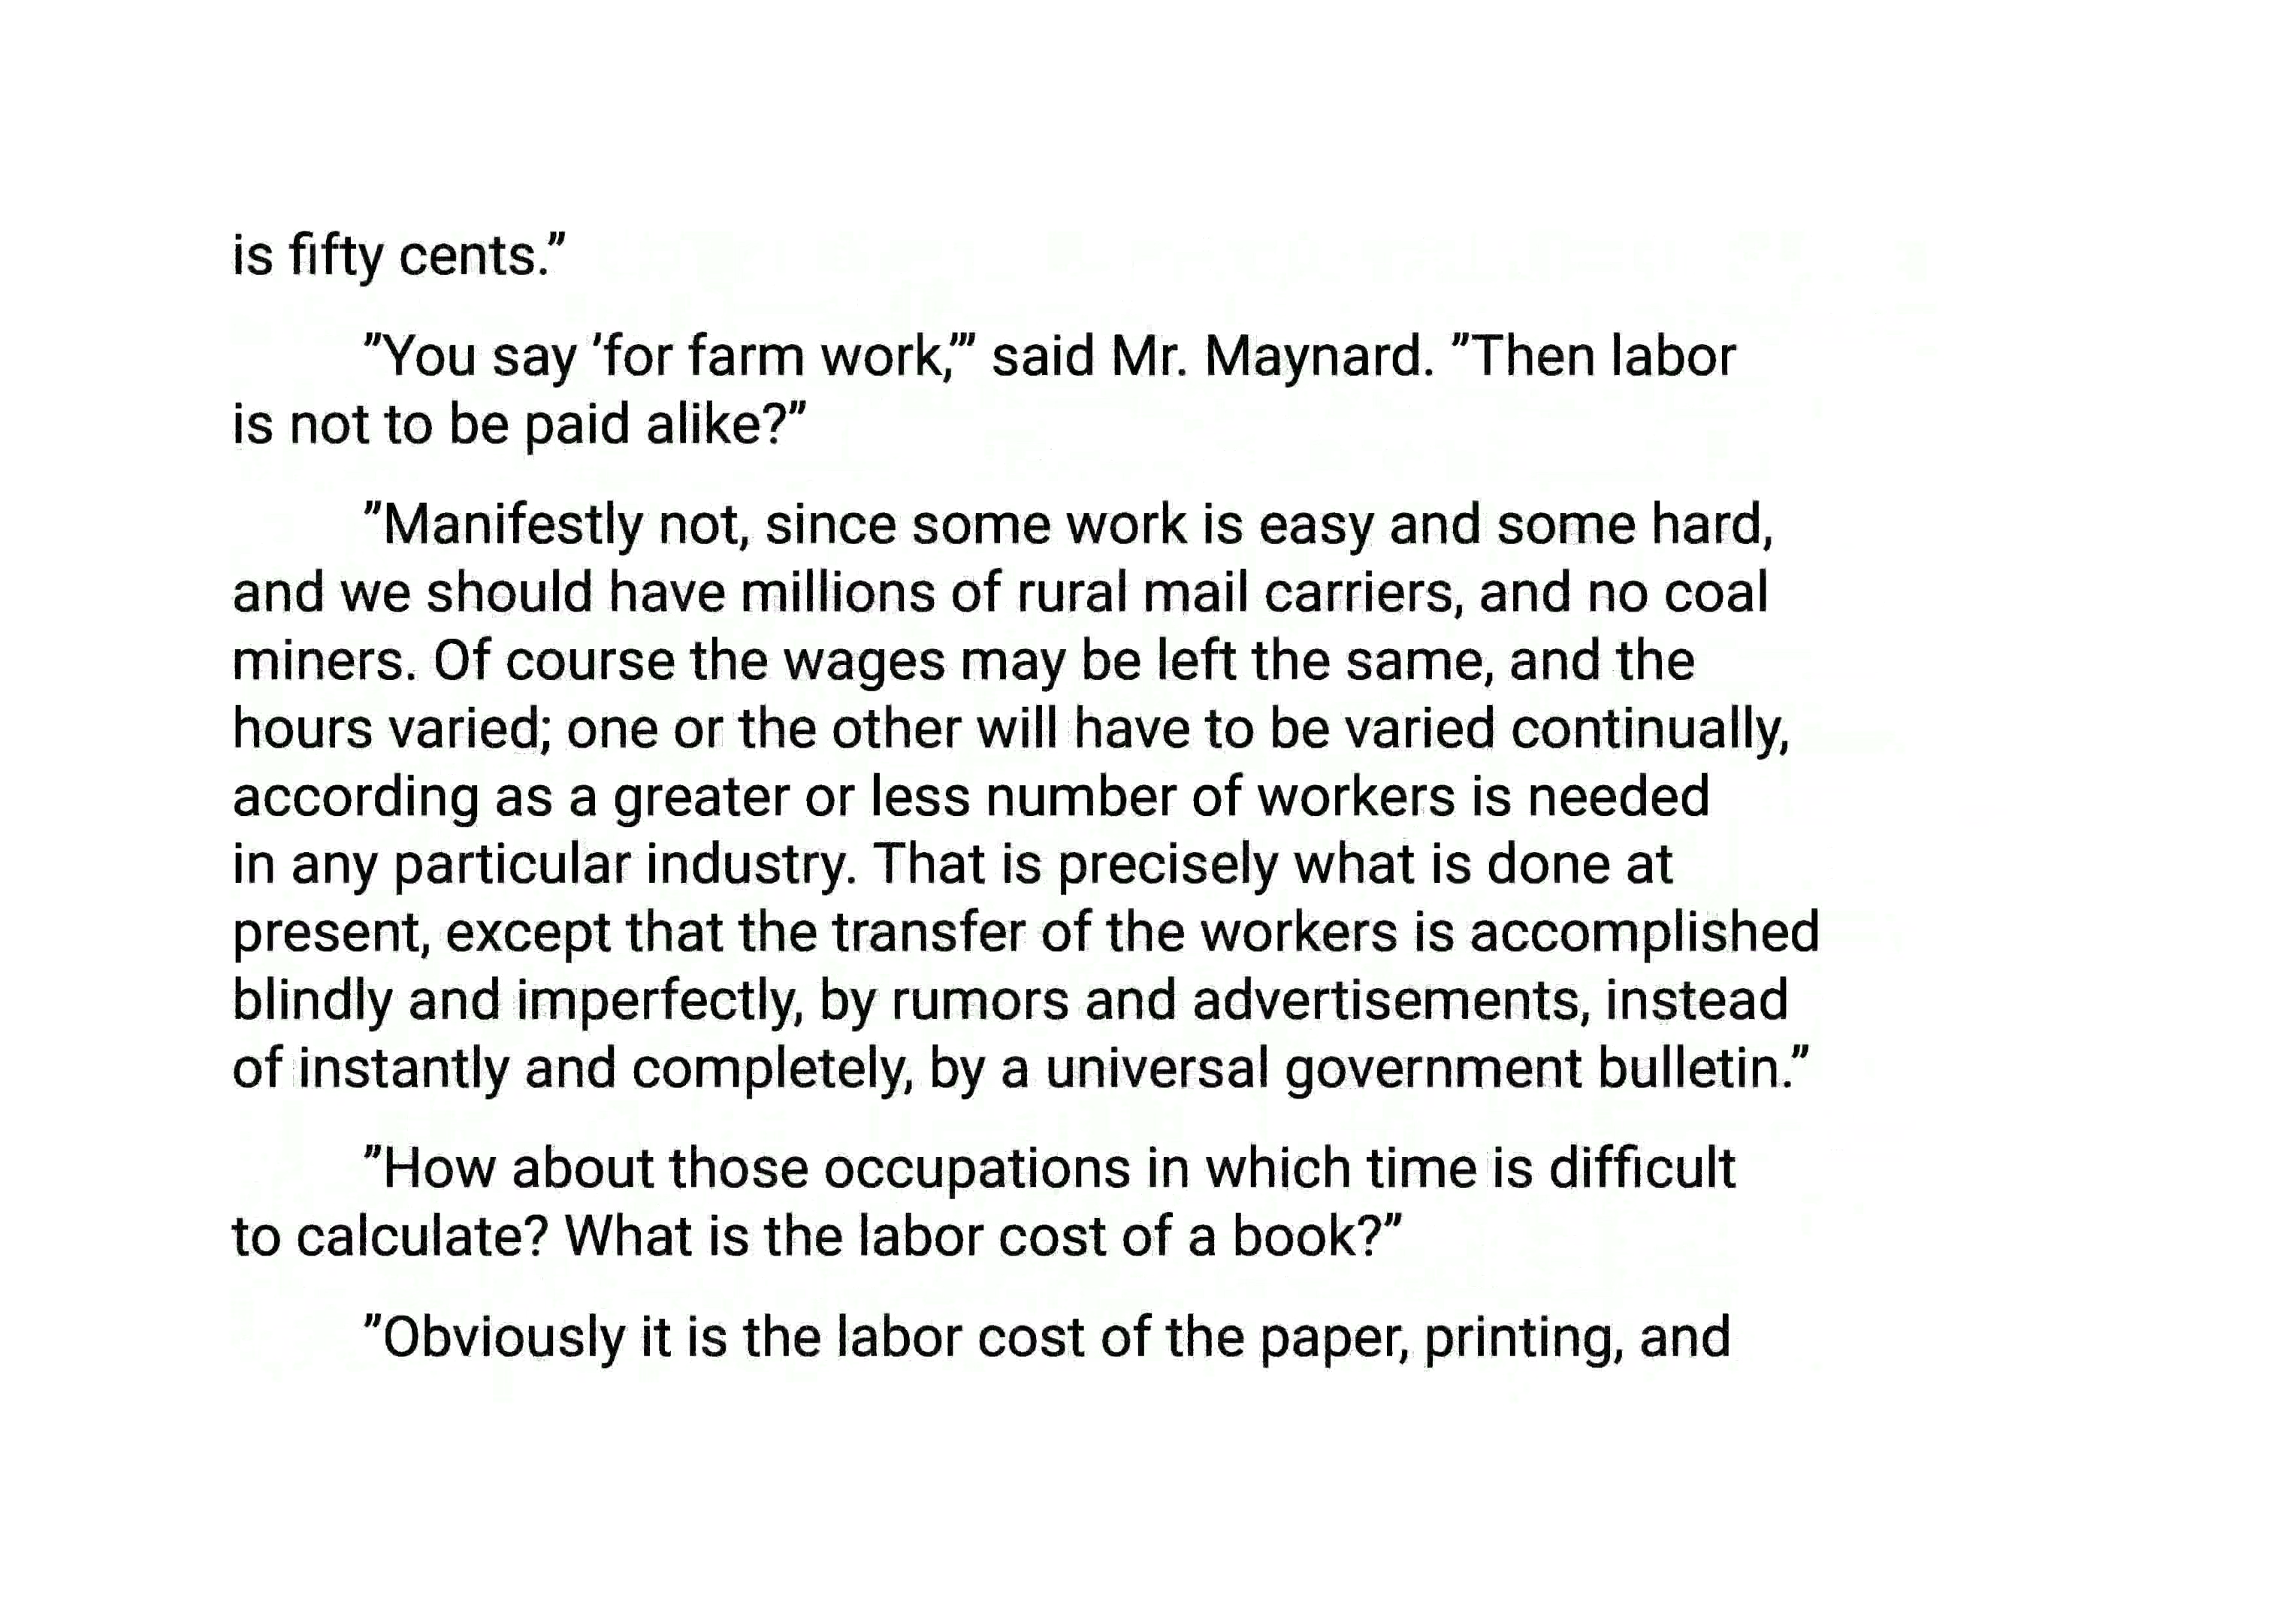 is fifty cents.”
”You say ’for farm work,’” said Mr. Maynard. ”Then labor
is not to be paid alike?”
”Manifestly not, since some work is easy and some hard,
and we should have millions of rural mail carriers, and no coal
miners. Of course the wages may be left the same, and the
hours varied; one or the other will have to be varied continually,
according as a greater or less number of workers is needed
in any particular industry. That is precisely what is done at
present, except that the transfer of the workers is accomplished
blindly and imperfectly, by rumors and advertisements, instead
of instantly and completely, by a universal government bulletin.”
”How about those occupations in which time is difficult
to calculate? What is the labor cost of a book?”
”Obviously it is the labor cost of the paper, printing, and